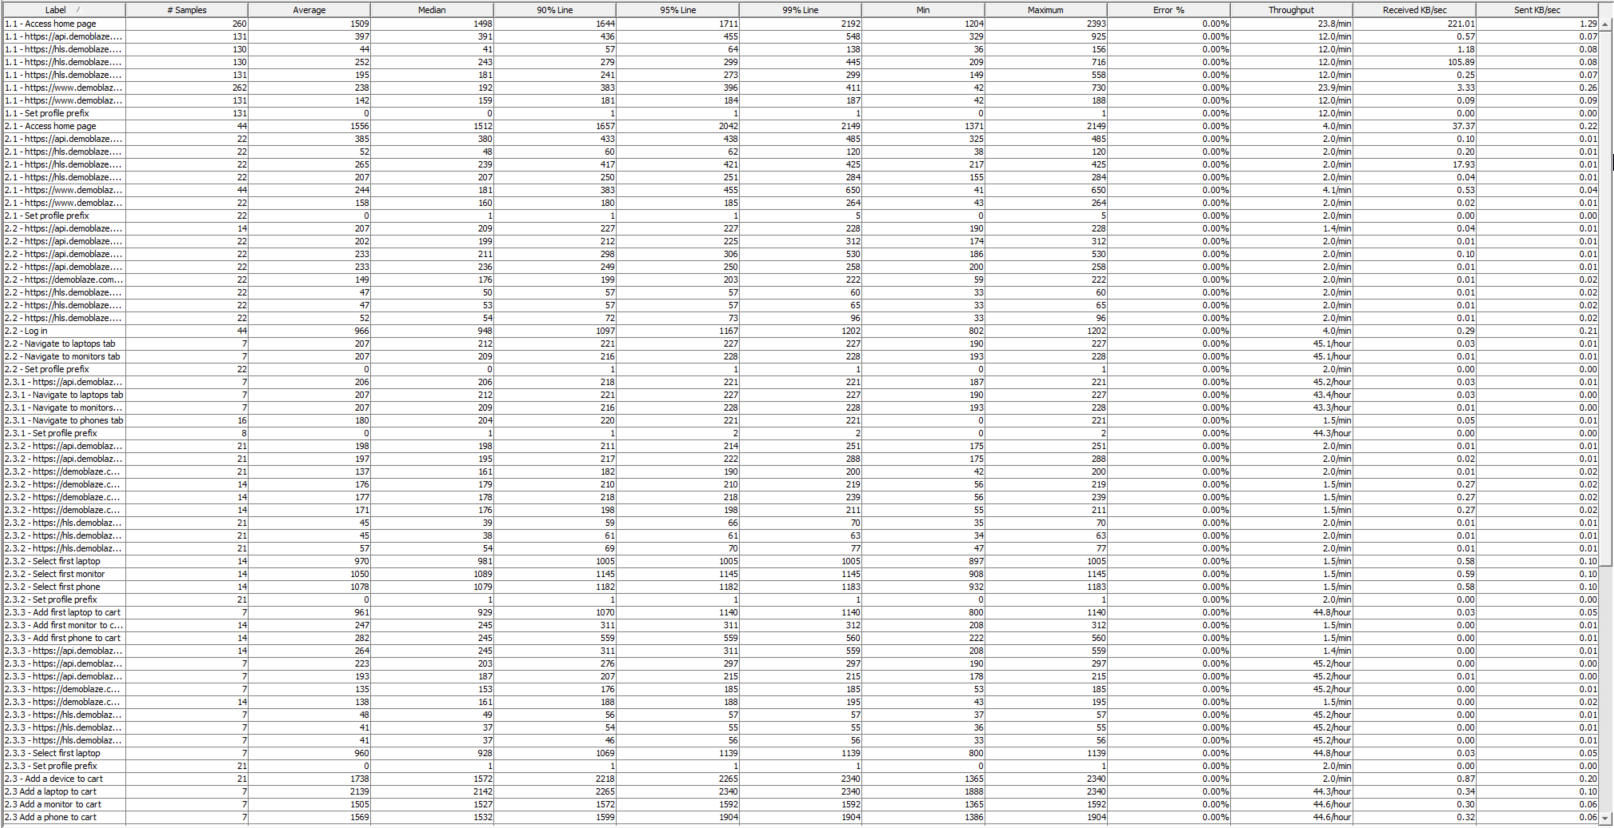 Label / # Samples Average Median 90% Line 95% Line 99% Line Min Maximum Error % Throughput Received KB/sec Sent KB/sec
1.1 - Access home page 260 1509 1498 1644 1711 2192 1204 2393 0.00% 23.8/min 221.01 1.29
1.1 - https://api.demoblaze.... 131 397 391 436 455 548 329 925 0.00% 12.0/min 0.57 0.07
1.1 - https://hls.demoblaze.... 130 44 41 57 64 138 36 156 0.00% 12.0/min 1.18 0.08
1.1 - https://hls.demoblaze.... 130 252 243 279 299 445 209 716 0.00% 12.0/min 105.89 0.08
1.1 - https://hls.demoblaze.... 131 195 181 241 273 299 149 558 0.00% 12.0/min 0.25 0.07
1.1 - https://www.demoblaz... 262 238 192 383 396 411 42 730 0.00% 23.9/min 3.33 0.26
1.1 - https://www.demoblaz... 131 142 159 181 184 187 42 188 0.00% 12.0/min 0.09 0.09
1.1 - Set profile prefix 131 0 0 1 1 1 0 1 0.00% 12.0/min 0.00 0.00
2.1 - Access home page 44 1556 1512 1657 2042 2149 1371 2149 0.00% 4.0/min 37.37 0.22
2.1 - https://api.demoblaze.... 22 385 380 433 438 485 325 485 0.00% 2.0/min 0.10 0.01
2.1 - https://hls.demoblaze.... 22 52 48 60 62 120 38 120 0.00% 2.0/min 0.20 0.01
2.1 - https://hls.demoblaze.... 22 265 239 417 421 425 217 425 0.00% 2.0/min 17.93 0.01
2.1 - https://hls.demoblaze.... 22 207 207 250 251 284 155 284 0.00% 2.0/min 0.04 0.01
2.1 - https://www.demoblaz... 44 244 181 383 455 650 41 650 0.00% 4.1/min 0.53 0.04
2.1 - https://www.demoblaz... 22 158 160 180 185 264 43 264 0.00% 2.0/min 0.02 0.01
2.1 - Set profile prefix 22 0 1 1 1 5 0 5 0.00% 2.0/min 0.00 0.00
2.2 - https://api.demoblaze.... 14 207 209 227 227 228 190 228 0.00% 1.4/min 0.04 0.01
2.2 - https://api.demoblaze.... 22 202 199 212 225 312 174 312 0.00% 2.0/min 0.01 0.01
2.2 - https://api.demoblaze.... 22 233 211 298 306 530 186 530 0.00% 2.0/min 0.10 0.01
2.2 - https://api.demoblaze.... 22 233 236 249 250 258 200 258 0.00% 2.0/min 0.01 0.01
2.2 - https://demoblaze.com... 22 149 176 199 203 222 59 222 0.00% 2.0/min 0.01 0.02
2.2 - https://hls.demoblaze.... 22 47 50 57 57 60 33 60 0.00% 2.0/min 0.01 0.02
2.2 - https://hls.demoblaze.... 22 47 53 57 57 65 33 65 0.00% 2.0/min 0.01 0.02
2.2 - https://hls.demoblaze.... 22 52 54 72 73 96 33 96 0.00% 2.0/min 0.01 0.02
2.2 - Log in 44 966 948 1097 1167 1202 802 1202 0.00% 4.0/min 0.29 0.21
2.2 - Navigate to laptops tab 7 207 212 221 227 227 190 227 0.00% 45.1/hour 0.03 0.01
2.2 - Navigate to monitors tab 7 207 209 216 228 228 193 228 0.00% 45.1/hour 0.01 0.01
2.2 - Set profile prefix 22 0 0 1 1 1 0 1 0.00% 2.0/min 0.00 0.00
2.3.1 - https://api.demoblaz... 7 206 206 218 221 221 187 221 0.00% 45.2/hour 0.03 0.01
2.3.1 - Navigate to laptops tab 7 207 212 221 227 227 190 227 0.00% 43.4/hour 0.03 0.00
2.3.1 - Navigate to monitors... 7 207 209 216 228 228 193 228 0.00% 43.3/hour 0.01 0.00
2.3.1 - Navigate to phones tab 16 180 204 220 221 221 0 221 0.00% 1.5/min 0.05 0.01
2.3.1 - Set profile prefix 8 0 1 1 2 2 0 2 0.00% 44.3/hour 0.00 0.00
2.3.2 - https://api.demoblaz... 21 198 198 211 214 251 175 251 0.00% 2.0/min 0.01 0.01
2.3.2 - https://api.demoblaz... 21 197 195 217 222 288 175 288 0.00% 2.0/min 0.02 0.01
2.3.2 - https://demoblaze.c... 21 137 161 182 190 200 42 200 0.00% 2.0/min 0.01 0.02
2.3.2 - https://demoblaze.c... 14 176 179 210 210 219 56 219 0.00% 1.5/min 0.27 0.02
2.3.2 - https://demoblaze.c... 14 177 178 218 218 239 56 239 0.00% 1.5/min 0.27 0.02
2.3.2 - https://demoblaze.c... 14 171 176 198 198 211 55 211 0.00% 1.5/min 0.27 0.02
2.3.2 - https://hls.demoblaz... 21 45 39 59 66 70 35 70 0.00% 2.0/min 0.01 0.01
2.3.2 - https://hls.demoblaz... 21 45 38 61 61 63 34 63 0.00% 2.0/min 0.01 0.01
2.3.2 - https://hls.demoblaz... 21 57 54 69 70 77 47 77 0.00% 2.0/min 0.01 0.01
2.3.2 - Select first laptop 14 970 981 1005 1005 1005 897 1005 0.00% 1.5/min 0.58 0.10
2.3.2 - Select first monitor 14 1050 1089 1145 1145 1145 908 1145 0.00% 1.5/min 0.59 0.10
2.3.2 - Select first phone 14 1078 1079 1182 1182 1183 932 1183 0.00% 1.5/min 0.58 0.10
2.3.2 - Set profile prefix 21 0 1 1 1 1 0 1 0.00% 2.0/min 0.00 0.00
2.3.3 - Add first laptop to cart 7 961 929 1070 1140 1140 800 1140 0.00% 44.8/hour 0.03 0.05
2.3.3 - Add first monitor to c... 14 247 245 311 311 312 208 312 0.00% 1.5/min 0.00 0.01
2.3.3 - Add first phone to cart 14 282 245 559 559 560 222 560 0.00% 1.5/min 0.00 0.01
2.3.3 - https://api.demoblaz... 14 264 245 311 311 559 208 559 0.00% 1.4/min 0.00 0.01
2.3.3 - https://api.demoblaz... 7 223 203 276 297 297 190 297 0.00% 45.2/hour 0.00 0.00
2.3.3 - https://api.demoblaz... 7 193 187 207 215 215 178 215 0.00% 45.2/hour 0.01 0.00
2.3.3 - https://demoblaze.c... 7 135 153 176 185 185 53 185 0.00% 45.2/hour 0.00 0.01
2.3.3 - https://demoblaze.c... 14 138 161 188 188 195 43 195 0.00% 1.5/min 0.00 0.02
2.3.3 - https://hls.demoblaz... 7 48 49 56 57 57 37 57 0.00% 45.2/hour 0.00 0.01
2.3.3 - https://hls.demoblaz... 7 41 37 54 55 55 36 55 0.00% 45.2/hour 0.00 0.01
2.3.3 - https://hls.demoblaz... 7 41 37 46 56 56 33 56 0.00% 45.2/hour 0.00 0.01
2.3.3 - Select first laptop 7 960 928 1069 1139 1139 800 1139 0.00% 44.8/hour 0.03 0.05
2.3.3 - Set profile prefix 21 0 1 1 1 1 0 1 0.00% 2.0/min 0.00 0.00
2.3 - Add a device to cart 21 1738 1572 2218 2265 2340 1365 2340 0.00% 2.0/min 0.87 0.20
2.3 Add a laptop to cart 7 2139 2142 2265 2340 2340 1888 2340 0.00% 44.3/hour 0.34 0.10
2.3 Add a monitor to cart 7 1505 1527 1572 1592 1592 1365 1592 0.00% 44.6/hour 0.30 0.06
2.3 Add a phone to cart 7 1569 1532 1599 1904 1904 1386 1904 0.00% 44.6/hour 0.32 0.06